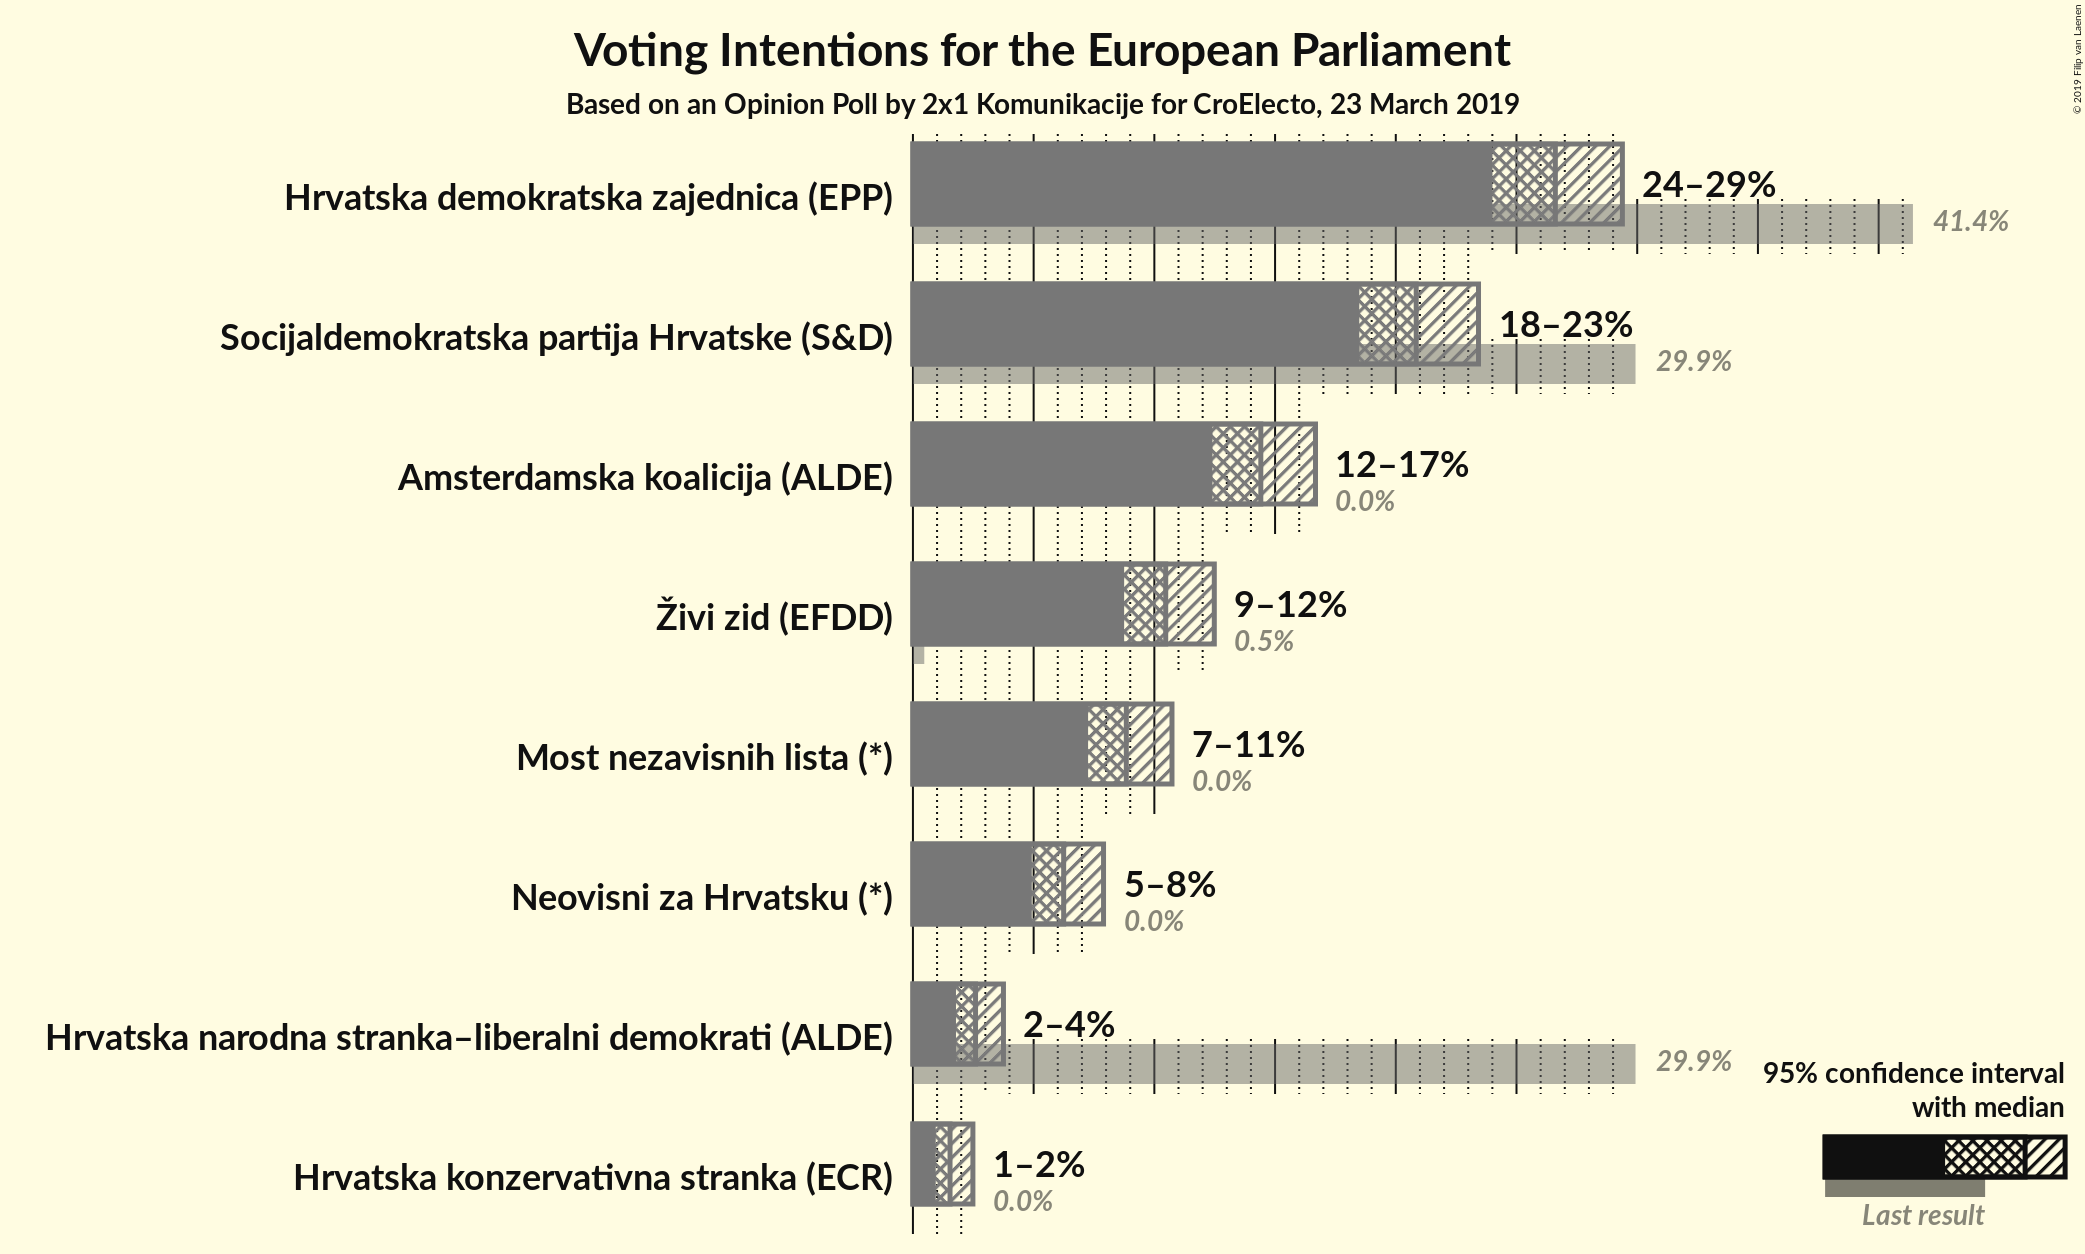 Voting Intentions for the European Parliament
Based on an Opinion Poll by 2x1 Komunikacije for CroElecto, 23 March 2019
© 2019 Filip van Laenen
Hrvatska demokratska zajednica (EPP)
24–29%
41.4%
Socijaldemokratska partija Hrvatske (S&D)
18–23%
29.9%
Amsterdamska koalicija (ALDE)
12–17%
0.0%
Živi zid (EFDD)
9–12%
0.5%
Most nezavisnih lista (*)
7–11%
0.0%
Neovisni za Hrvatsku (*)
5–8%
0.0%
Hrvatska narodna stranka–liberalni demokrati (ALDE)
2–4%
29.9%
Hrvatska konzervativna stranka (ECR)
1–2%
0.0%
95% confidence interval
with median
Last result